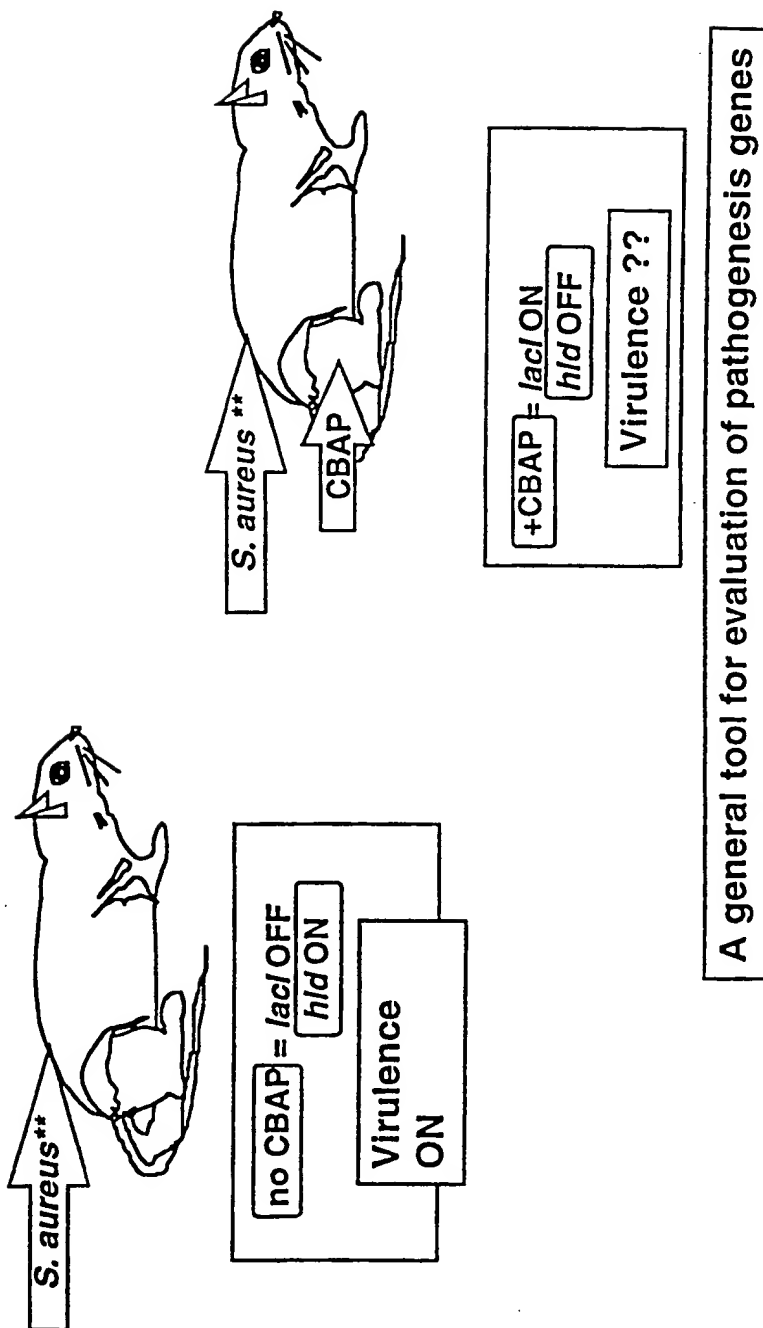 S. aureus**
no CBAP = lacI OFF
hld ON
Virulence
ON
S. aureus**
CBAP
+CBAP = lacI ON
hld OFF
Virulence ??
A general tool for evaluation of pathogenesis genes